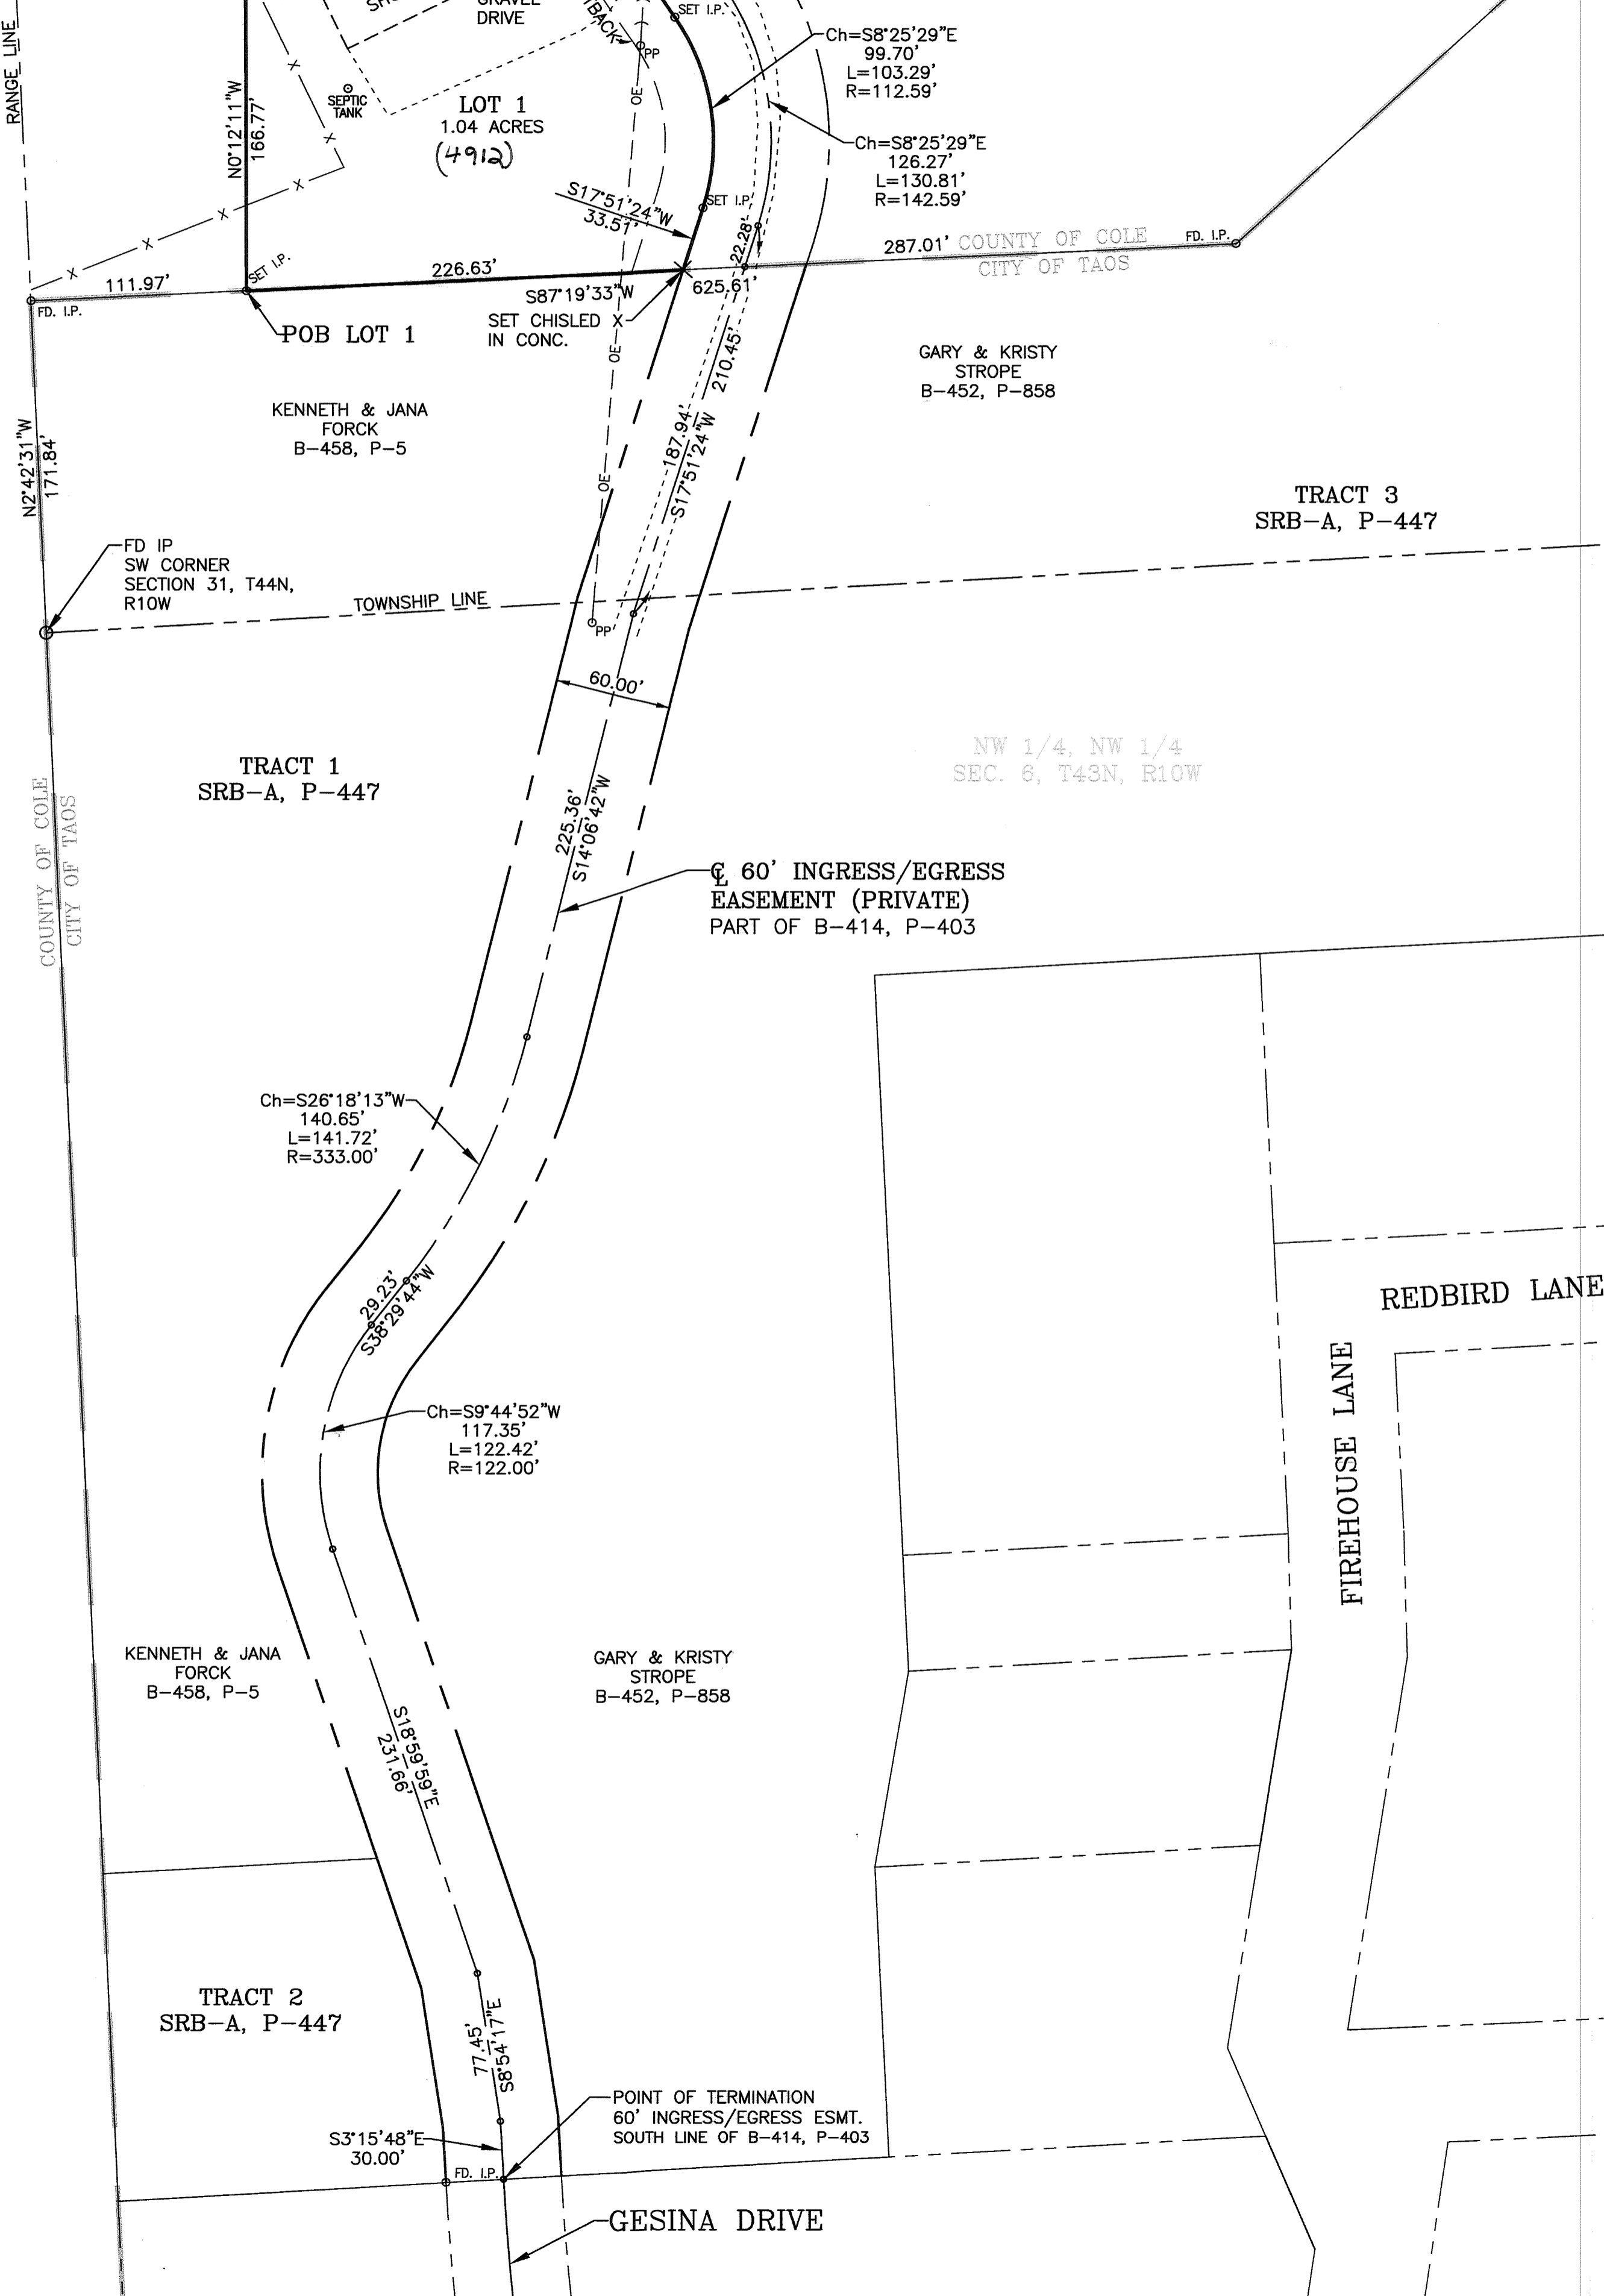 RANGE LINE
GRAVEL
DRIVE
SET I.P.
PP
OE
SEPTIC
TANK
N0°12'11"W
166.77'
LOT 1
1.04 ACRES
(4912)
Ch=S8°25'29"E
99.70'
L=103.29'
R=112.59'
Ch=S8°25'29"E
126.27'
L=130.81'
R=142.59'
S17°51'24"W
33.51'
SET I.P.
22.28'
287.01'
COUNTY OF COLE
CITY OF TAOS
FD. I.P.
111.97'
SET I.P.
226.63'
S87°19'33"W
625.61'
FD. I.P.
POB LOT 1
SET CHISLED X
IN CONC.
OE
KENNETH & JANA
FORCK
B-458, P-5
GARY & KRISTY
STROPE
B-452, P-858
N2°42'31"W
171.84'
210.45'
187.94'
S17°51'24"W
OE
TRACT 3
SRB-A, P-447
FD IP
SW CORNER
SECTION 31, T44N,
R10W
TOWNSHIP LINE
PP
60.00'
TRACT 1
SRB-A, P-447
NW 1/4, NW 1/4
SEC. 6, T43N, R10W
COUNTY OF COLE
CITY OF TAOS
225.36'
S14°06'42"W
℄ 60' INGRESS/EGRESS
EASEMENT (PRIVATE)
PART OF B-414, P-403
Ch=S26°18'13"W
140.65'
L=141.72'
R=333.00'
29.23'
S38°29'44"W
REDBIRD LANE
FIREHOUSE LANE
Ch=S9°44'52"W
117.35'
L=122.42'
R=122.00'
KENNETH & JANA
FORCK
B-458, P-5
GARY & KRISTY
STROPE
B-452, P-858
S18°59'59"E
231.66'
TRACT 2
SRB-A, P-447
77.45'
S8°54'17"E
POINT OF TERMINATION
60' INGRESS/EGRESS ESMT.
SOUTH LINE OF B-414, P-403
S3°15'48"E
30.00'
FD. I.P.
GESINA DRIVE